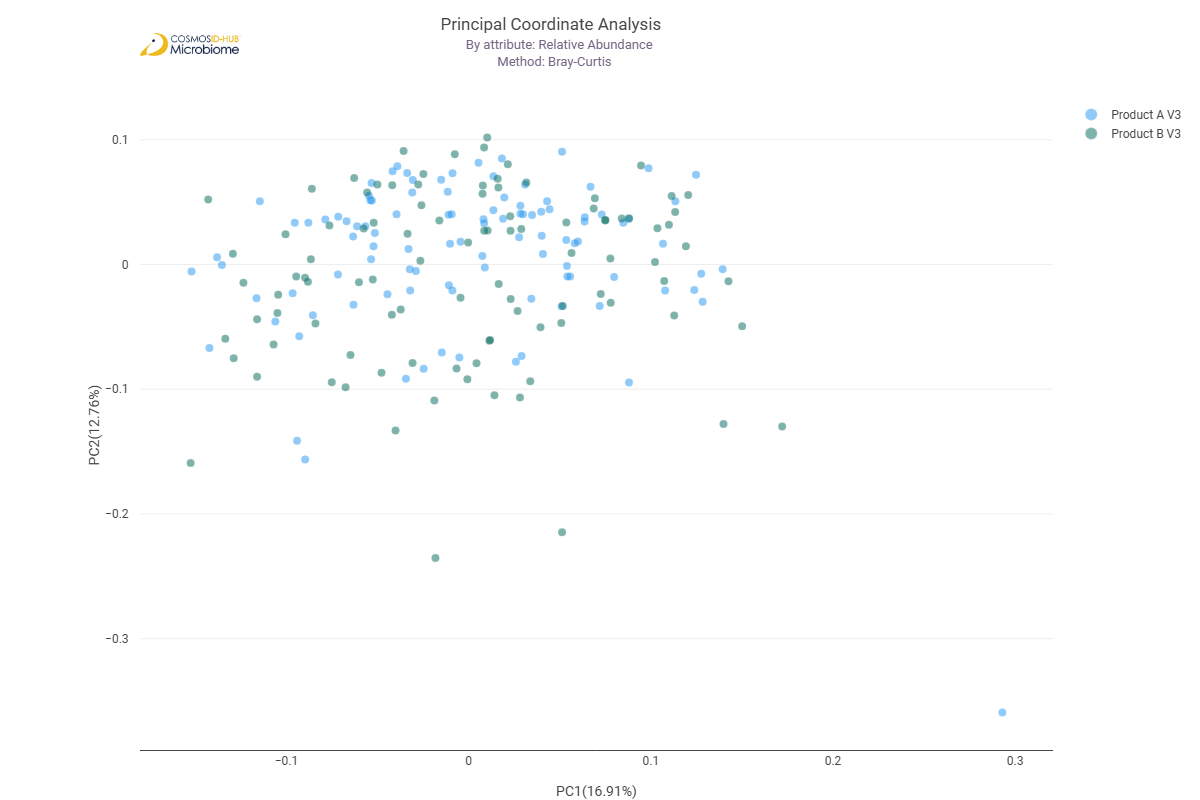 Principal Coordinate Analysis
By attribute: Relative Abundance
Method: Bray-Curtis
COSMOSID-HUB
Microbiome
Product A V3
Product B V3
0.1
0
−0.1
−0.2
−0.3
PC2(12.76%)
−0.1
0
0.1
0.2
0.3
PC1(16.91%)